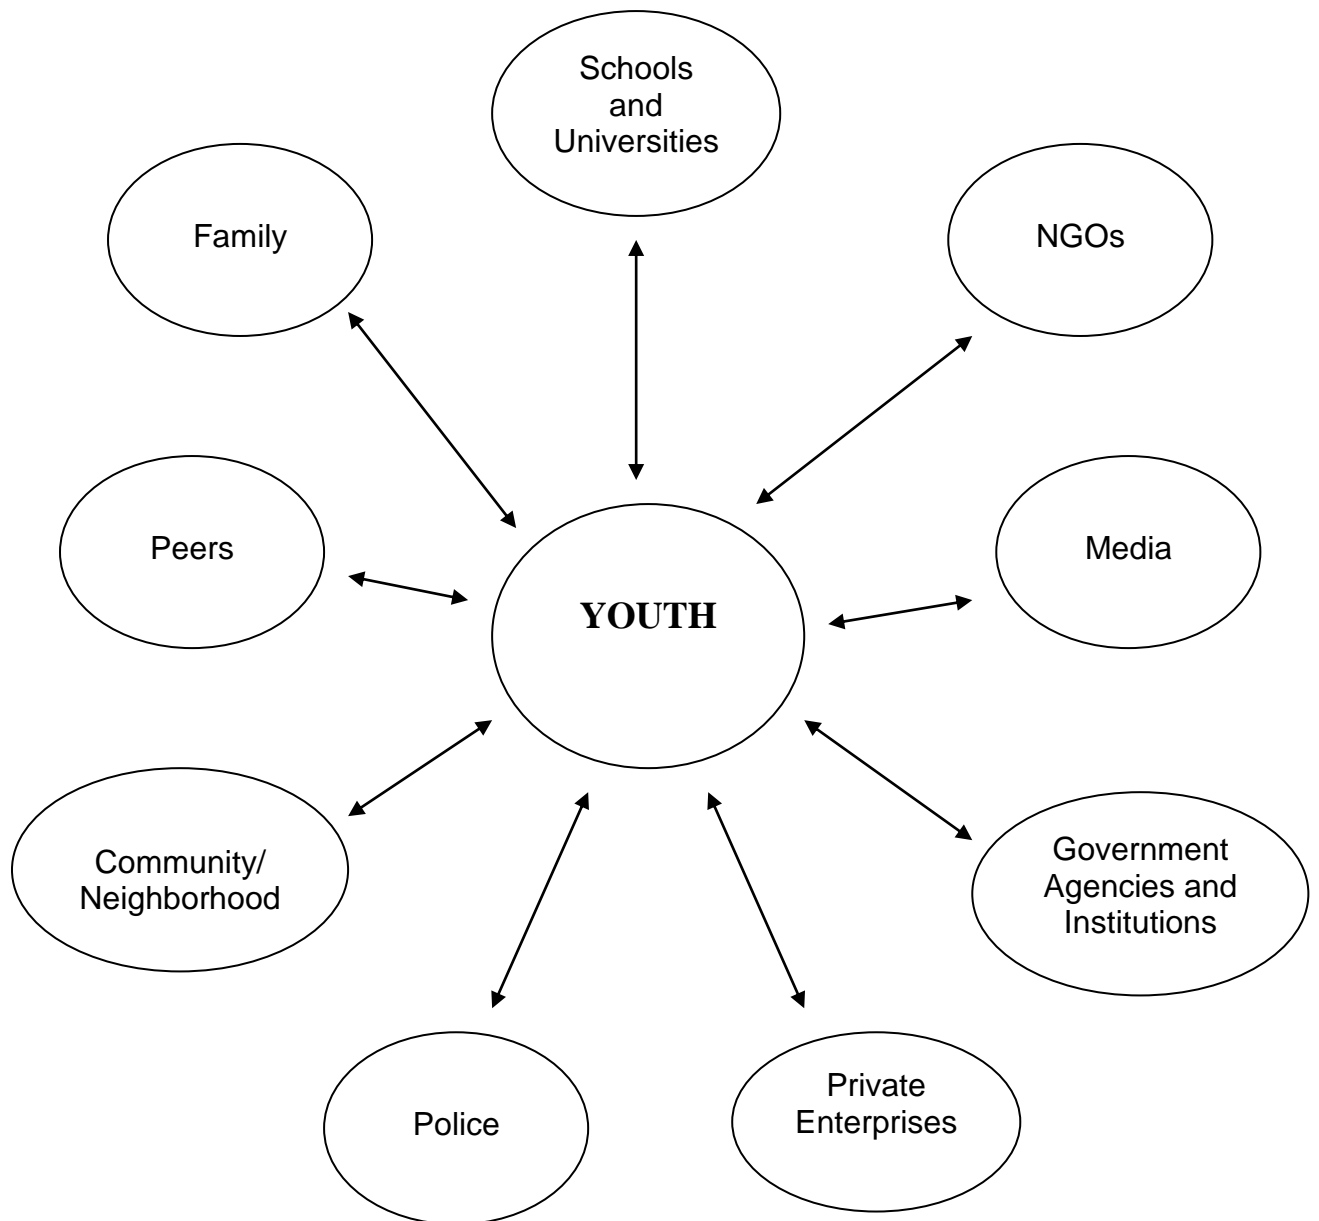 Schools
and
Universities
Family
NGOs
Peers
Media
YOUTH
Community/
Neighborhood
Government
Agencies and
Institutions
Police
Private
Enterprises